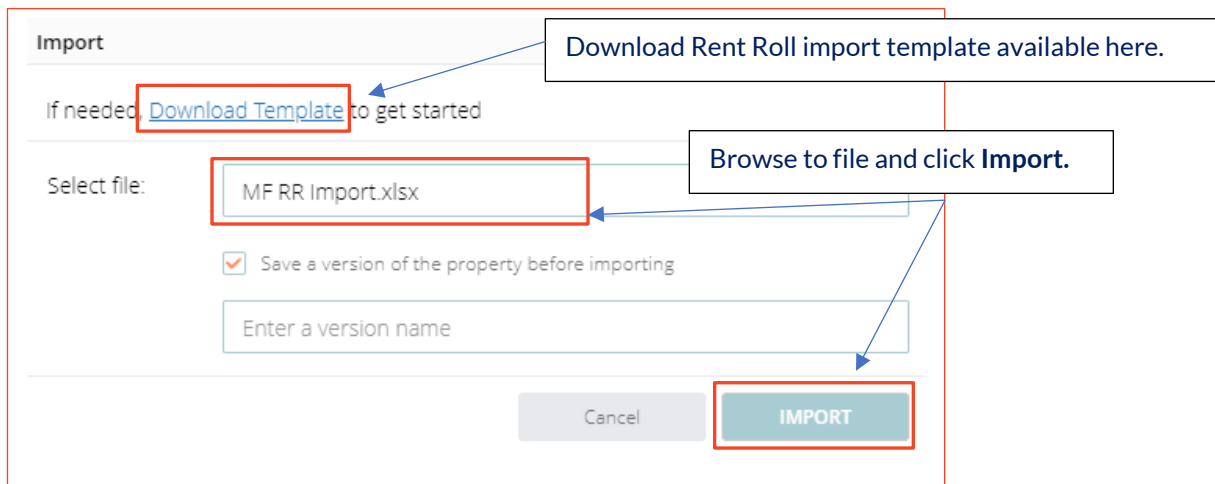 Import
Download Rent Roll import template available here.
If needed, Download Template to get started
Browse to file and click Import.
Select file:
MF RR Import.xlsx
Save a version of the property before importing
Enter a version name
Cancel
IMPORT